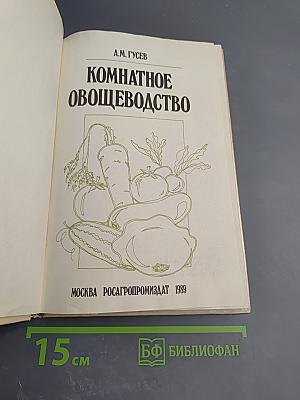 А.М. ГУСЕВ
КОМНАТНОЕ
ОВОЩЕВОДСТВО
МОСКВА РОСАГРОПРОМИЗДАТ 1989
15 см
БФ БИБЛИОФАН